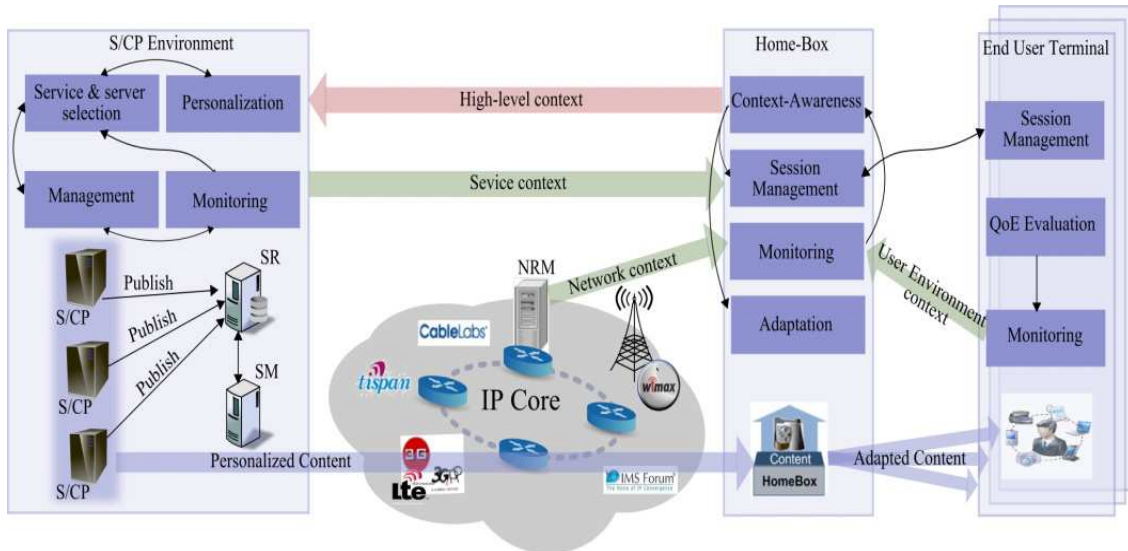 S/CP Environment
Service & server
selection
Personalization
Management
Monitoring
S/CP
Publish
SR
S/CP
Publish
Publish
SM
S/CP
High-level context
Sevice context
Network context
NRM
CableLabs®
tispan
IP Core
wimax
Personalized Content
3G
Lte
3GPP
IMS Forum
Home-Box
Context-Awareness
Session
Management
Monitoring
Adaptation
Content
HomeBox
User Environment
context
Adapted Content
End User Terminal
Session
Management
QoE Evaluation
Monitoring